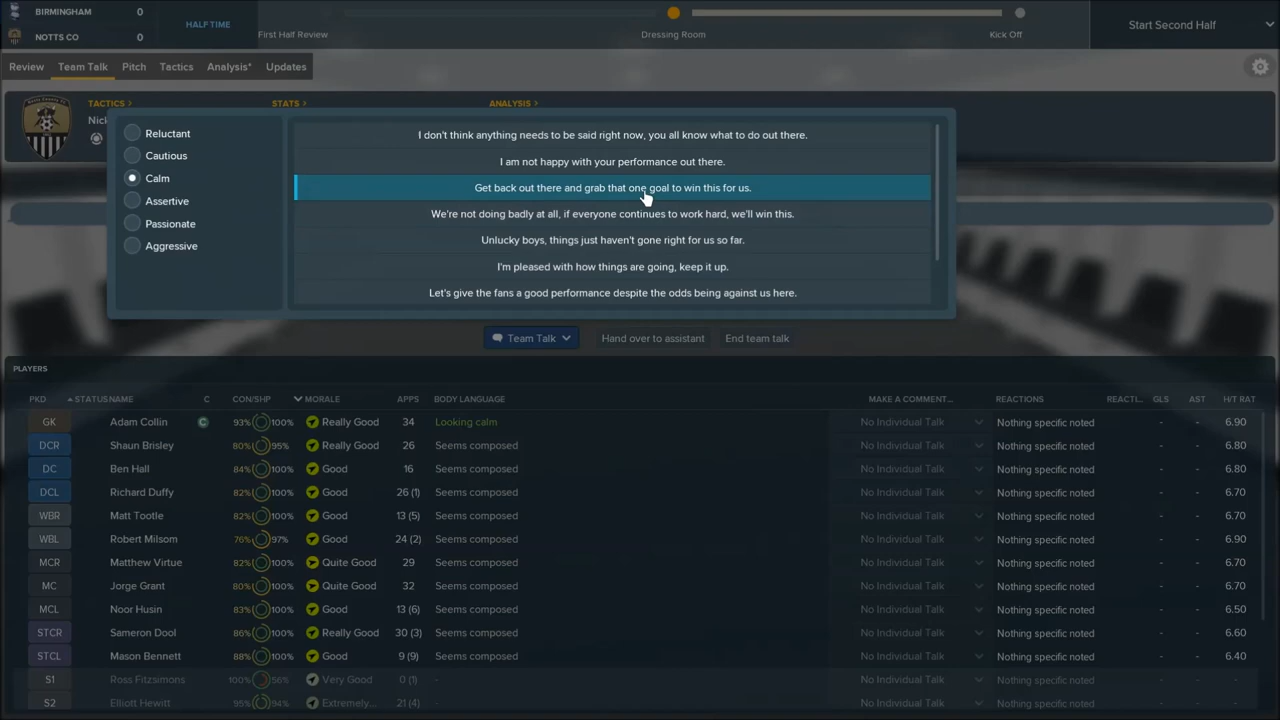 BIRMINGHAM 0
NOTTS CO 0
HALF TIME
First Half Review
Dressing Room
Kick Off
Start Second Half
Review Team Talk Pitch Tactics Analysis* Updates
TACTICS > STATS > ANALYSIS >
Nick
Reluctant
Cautious
Calm
Assertive
Passionate
Aggressive
I don't think anything needs to be said right now, you all know what to do out there.
I am not happy with your performance out there.
Get back out there and grab that one goal to win this for us.
We're not doing badly at all, if everyone continues to work hard, we'll win this.
Unlucky boys, things just haven't gone right for us so far.
I'm pleased with how things are going, keep it up.
Let's give the fans a good performance despite the odds being against us here.
Team Talk Hand over to assistant End team talk
PLAYERS
PKD STATUS NAME C CON/SHP MORALE APPS BODY LANGUAGE MAKE A COMMENT... REACTIONS REACTI... GLS AST H/T RAT
GK Adam Collin C 93% 100% Really Good 34 Looking calm No Individual Talk Nothing specific noted - - 6.90
DCR Shaun Brisley 80% 95% Really Good 26 Seems composed No Individual Talk Nothing specific noted - - 6.80
DC Ben Hall 84% 100% Good 16 Seems composed No Individual Talk Nothing specific noted - - 6.80
DCL Richard Duffy 82% 100% Good 26 (1) Seems composed No Individual Talk Nothing specific noted - - 6.70
WBR Matt Tootle 82% 100% Good 13 (5) Seems composed No Individual Talk Nothing specific noted - - 6.70
WBL Robert Milsom 76% 97% Good 24 (2) Seems composed No Individual Talk Nothing specific noted - - 6.90
MCR Matthew Virtue 82% 100% Quite Good 29 Seems composed No Individual Talk Nothing specific noted - - 6.70
MC Jorge Grant 80% 100% Quite Good 32 Seems composed No Individual Talk Nothing specific noted - - 6.70
MCL Noor Husin 83% 100% Good 13 (6) Seems composed No Individual Talk Nothing specific noted - - 6.50
STCR Sameron Dool 86% 100% Really Good 30 (3) Seems composed No Individual Talk Nothing specific noted - - 6.60
STCL Mason Bennett 88% 100% Good 9 (9) Seems composed No Individual Talk Nothing specific noted - - 6.40
S1 Ross Fitzsimons 100% 56% Very Good 0 (1) - No Individual Talk Nothing specific noted - - -
S2 Elliott Hewitt 95% 94% Extremely... 21 (4) - No Individual Talk Nothing specific noted - - -